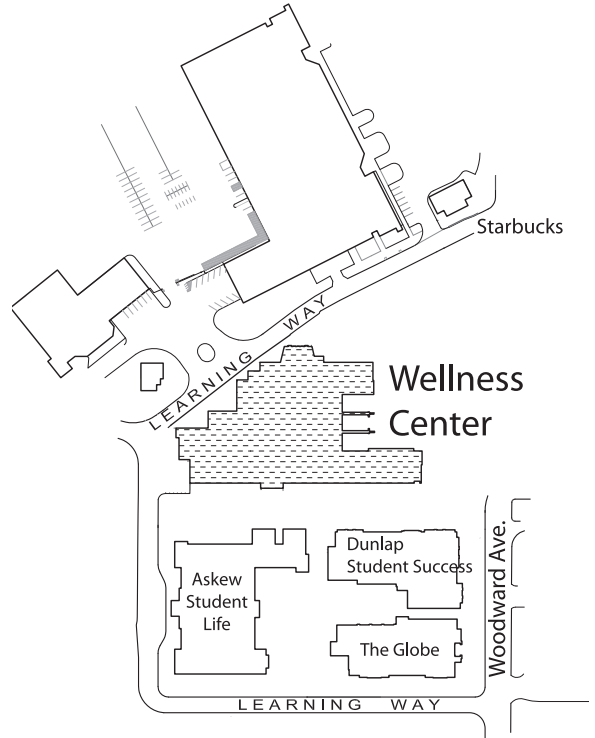 Starbucks
LEARNING WAY
Wellness
Center
Dunlap
Student Success
Askew
Student
Life
Woodward Ave.
The Globe
LEARNING WAY